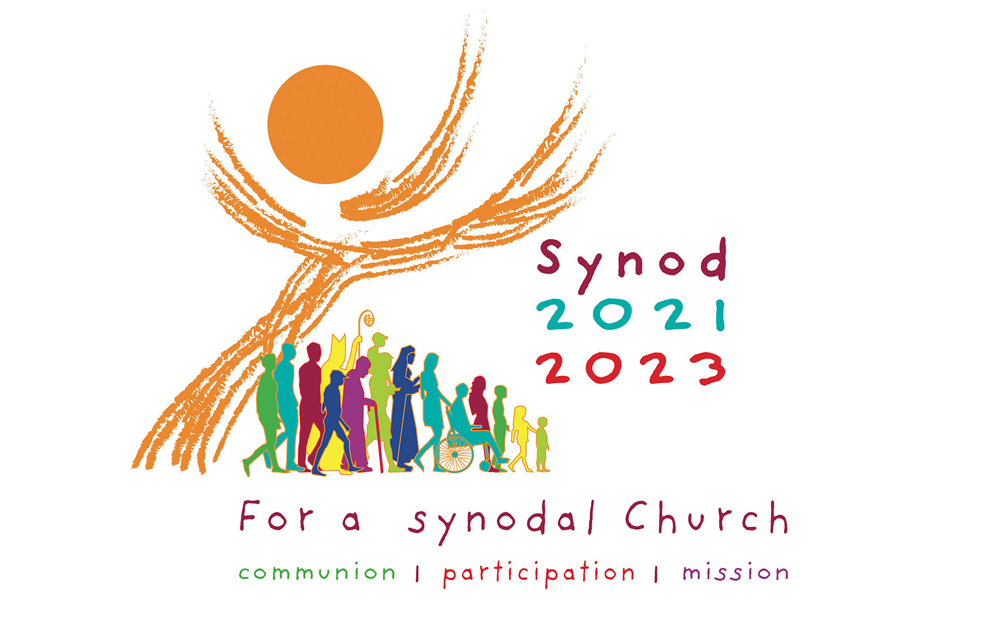 Synod
2021
2023
For a synodal Church
communion | participation | mission